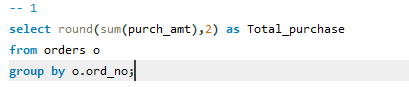 -- 1
select round(sum(purch_amt),2) as Total_purchase
from orders o
group by o.ord_no;